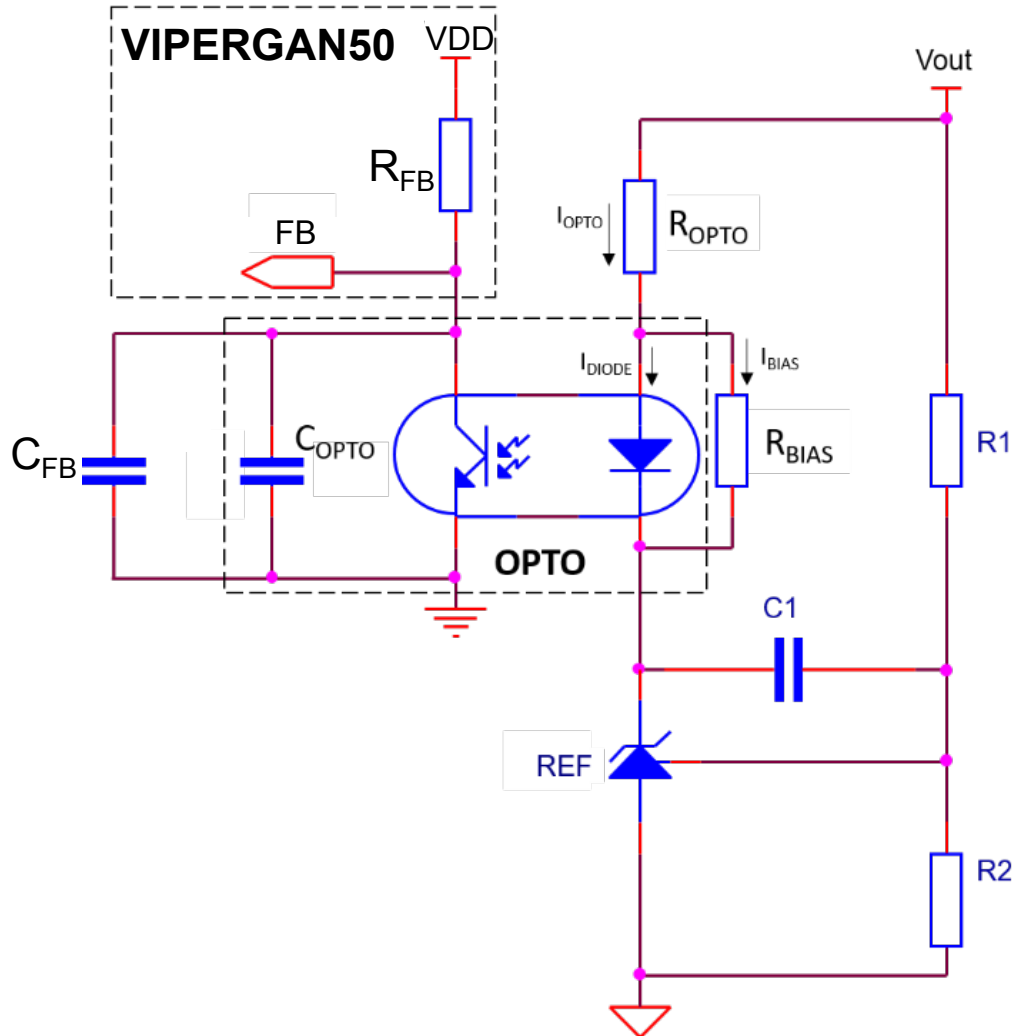 VIPERGAN50
VDD
Vout
RFB
FB
IOPTO
ROPTO
IDIODE
IBIAS
CFB
COPTO
RBIAS
R1
OPTO
C1
REF
R2